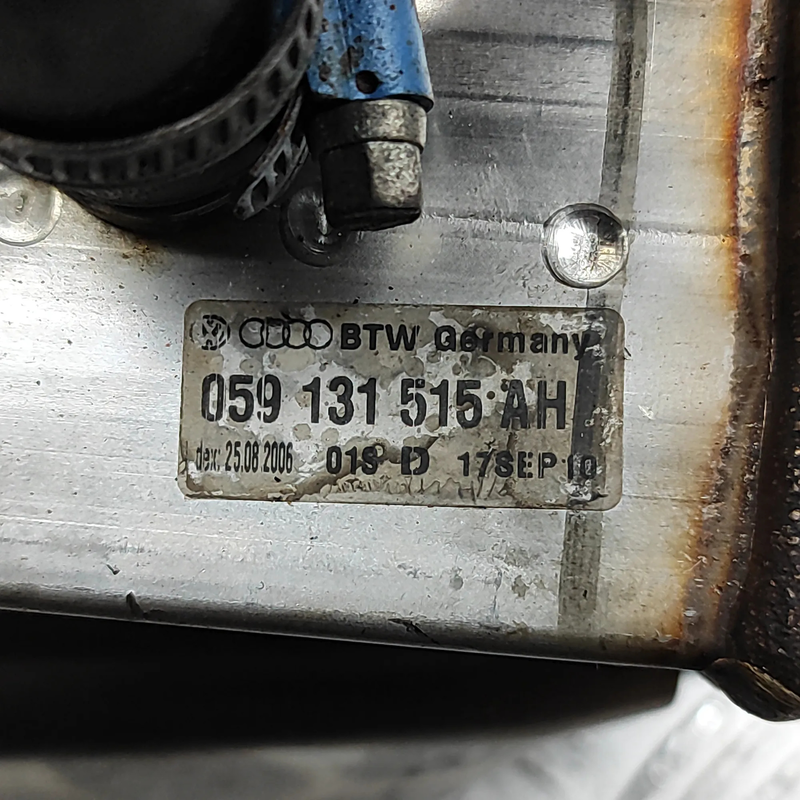 BTW Germany
059 131 515 AH
dex: 25.08.2006 01S D 17SEP10